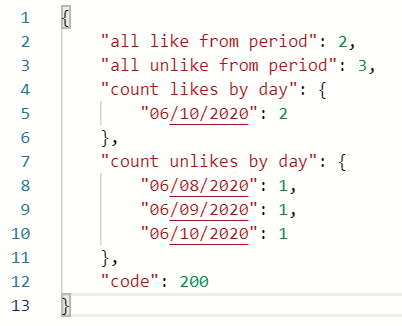 1 {
2 "all like from period": 2,
3 "all unlike from period": 3,
4 "count likes by day": {
5 "06/10/2020": 2
6 },
7 "count unlikes by day": {
8 "06/08/2020": 1,
9 "06/09/2020": 1,
10 "06/10/2020": 1
11 },
12 "code": 200
13 }